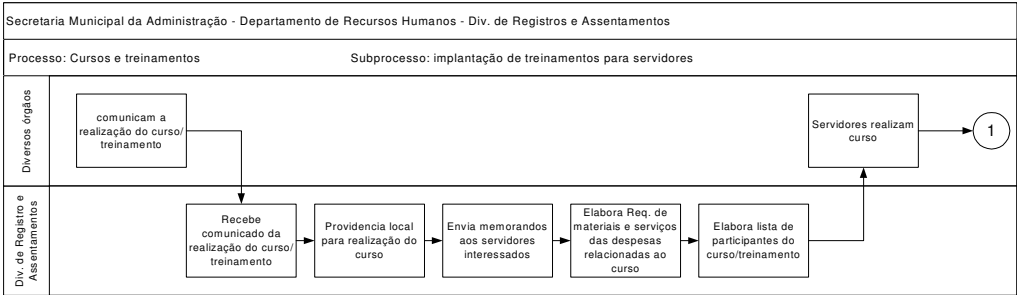 Secretaria Municipal da Administração - Departamento de Recursos Humanos - Div. de Registros e Assentamentos
Processo: Cursos e treinamentos
Subprocesso: implantação de treinamentos para servidores
Diversos órgãos
comunicam a
realização do curso/
treinamento
Servidores realizam
curso
1
Div. de Registro e
Assentamentos
Recebe
comunicado da
realização do curso/
treinamento
Providencia local
para realização do
curso
Envia memorandos
aos servidores
interessados
Elabora Req. de
materiais e serviços
das despesas
relacionadas ao
curso
Elabora lista de
participantes do
curso/treinamento